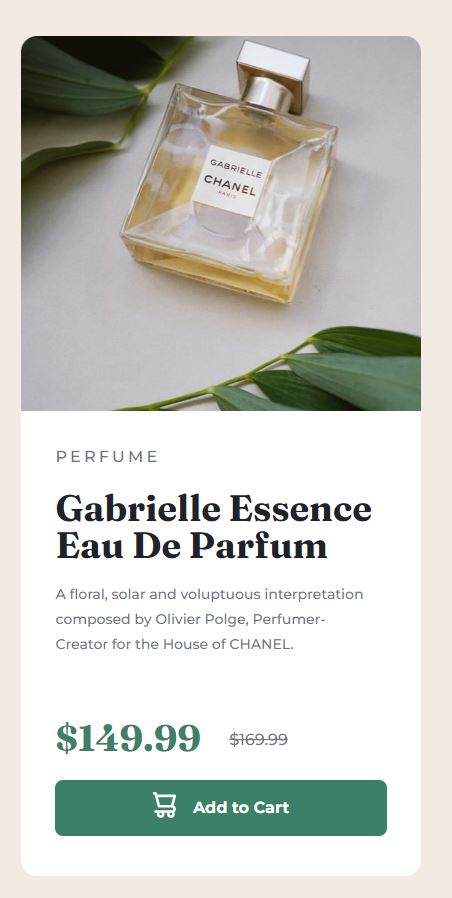 GABRIELLE
CHANEL
PARIS
PERFUME
Gabrielle Essence
Eau De Parfum
A floral, solar and voluptuous interpretation
composed by Olivier Polge, Perfumer-
Creator for the House of CHANEL.
$149.99 $169.99
Add to Cart